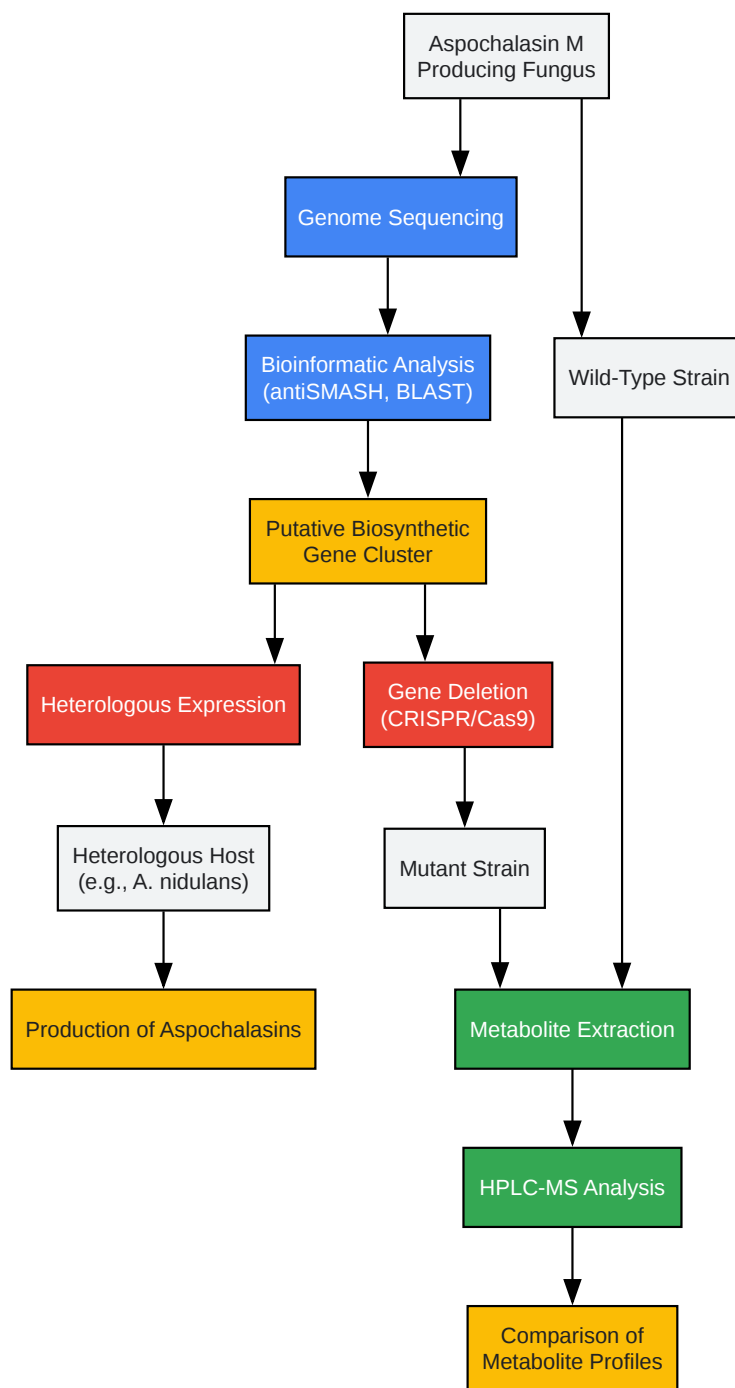 Aspochalasin M
Producing Fungus
Genome Sequencing
Bioinformatic Analysis
(antiSMASH, BLAST)
Wild-Type Strain
Putative Biosynthetic
Gene Cluster
Heterologous Expression
Gene Deletion
(CRISPR/Cas9)
Heterologous Host
(e.g., A. nidulans)
Mutant Strain
Production of Aspochalasins
Metabolite Extraction
HPLC-MS Analysis
Comparison of
Metabolite Profiles